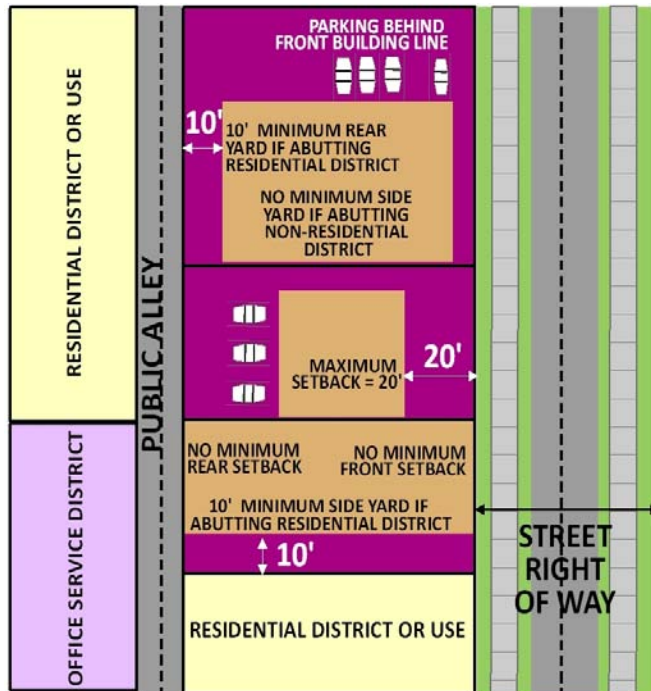 PARKING BEHIND
FRONT BUILDING LINE
10'
10' MINIMUM REAR
YARD IF ABUTTING
RESIDENTIAL DISTRICT
NO MINIMUM SIDE
YARD IF ABUTTING
NON-RESIDENTIAL
DISTRICT
RESIDENTIAL DISTRICT OR USE
PUBLIC ALLEY
20'
MAXIMUM
SETBACK = 20'
NO MINIMUM
REAR SETBACK
NO MINIMUM
FRONT SETBACK
10' MINIMUM SIDE YARD IF
ABUTTING RESIDENTIAL DISTRICT
10'
OFFICE SERVICE DISTRICT
STREET
RIGHT
OF WAY
RESIDENTIAL DISTRICT OR USE